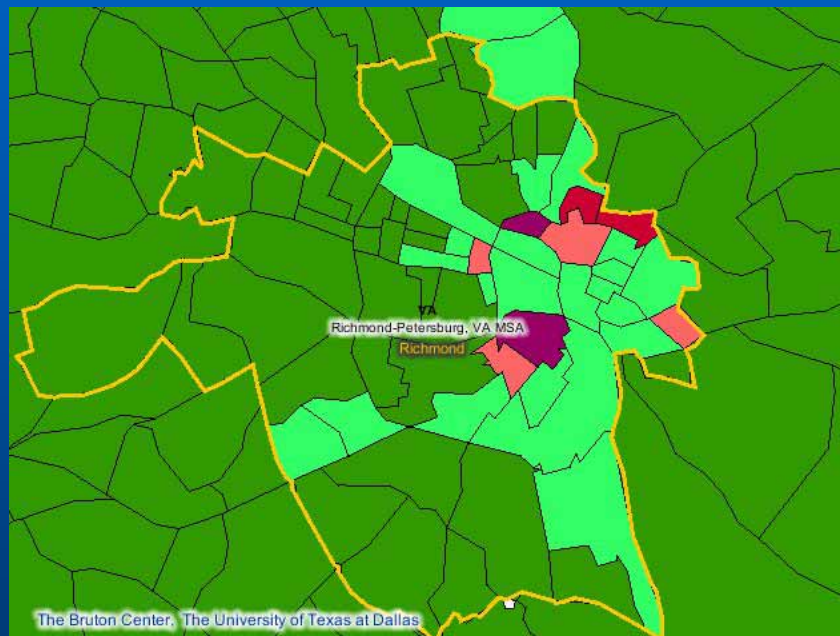 VA
Richmond-Petersburg, VA MSA
Richmond
The Bruton Center, The University of Texas at Dallas